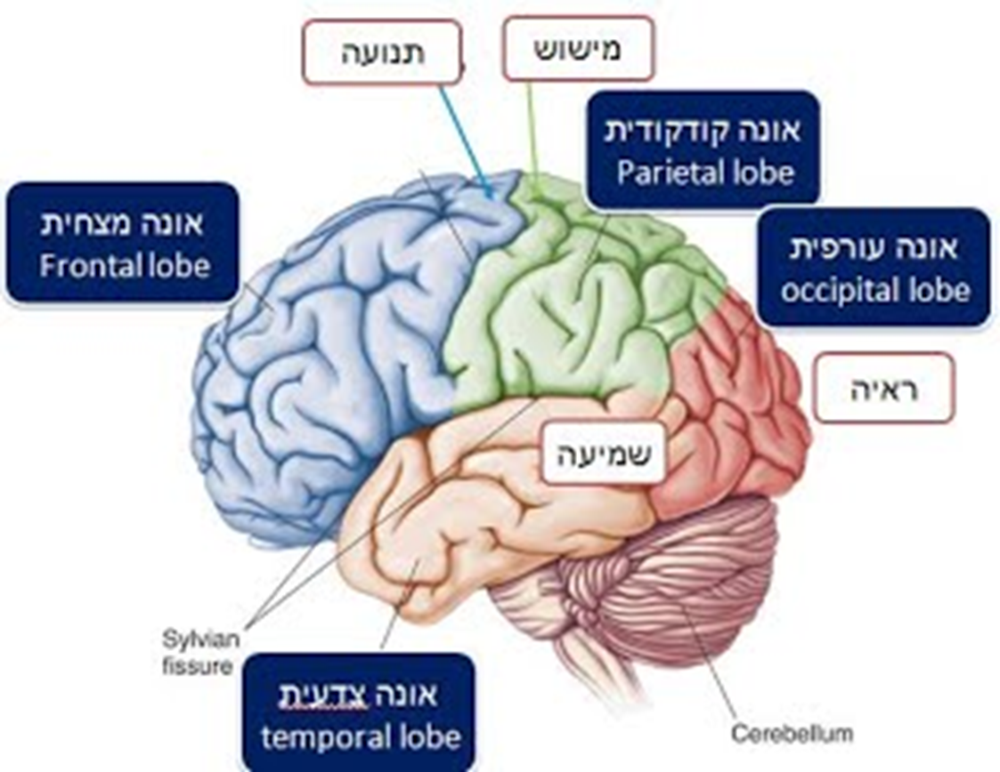 תנועה
מישוש
אונה קודקודית
Parietal lobe
אונה מצחית
Frontal lobe
אונה עורפית
occipital lobe
ראיה
שמיעה
Sylvian
fissure
אונה צדעית
temporal lobe
Cerebellum